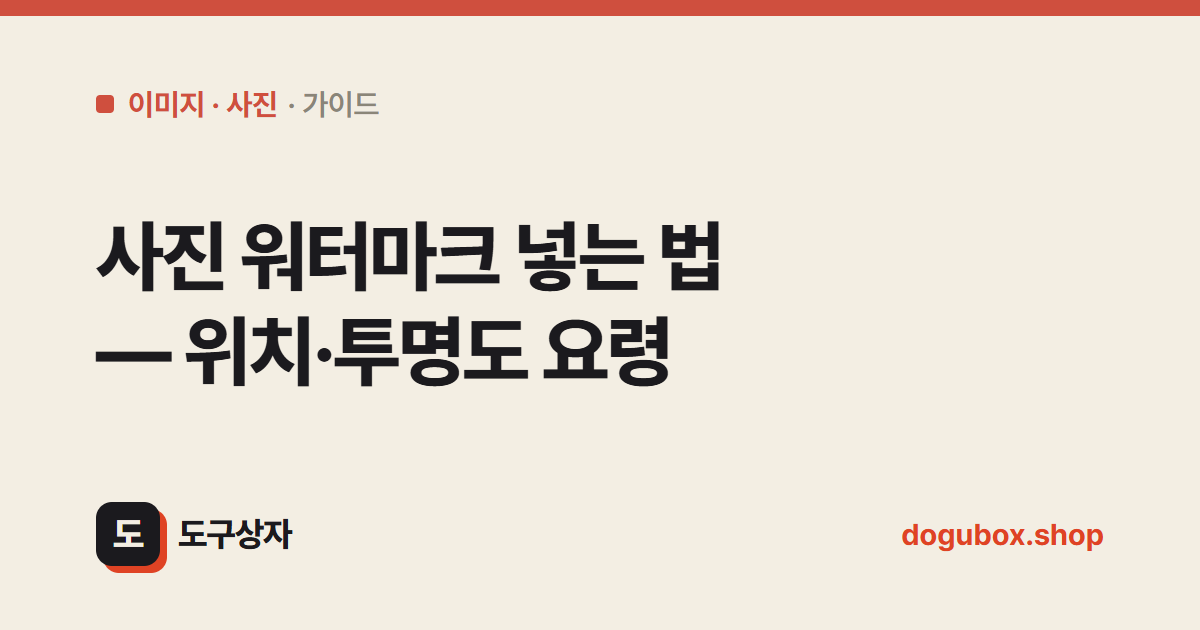 이미지 · 사진 · 가이드
사진 워터마크 넣는 법
— 위치·투명도 요령
도 도구상자
dogubox.shop